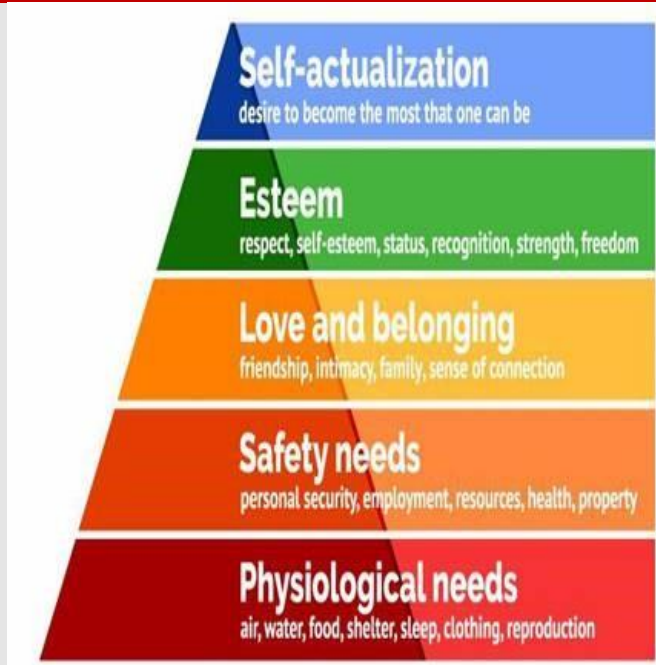 Self-actualization
desire to become the most that one can be
Esteem
respect, self-esteem, status, recognition, strength, freedom
Love and belonging
friendship, intimacy, family, sense of connection
Safety needs
personal security, employment, resources, health, property
Physiological needs
air, water, food, shelter, sleep, clothing, reproduction